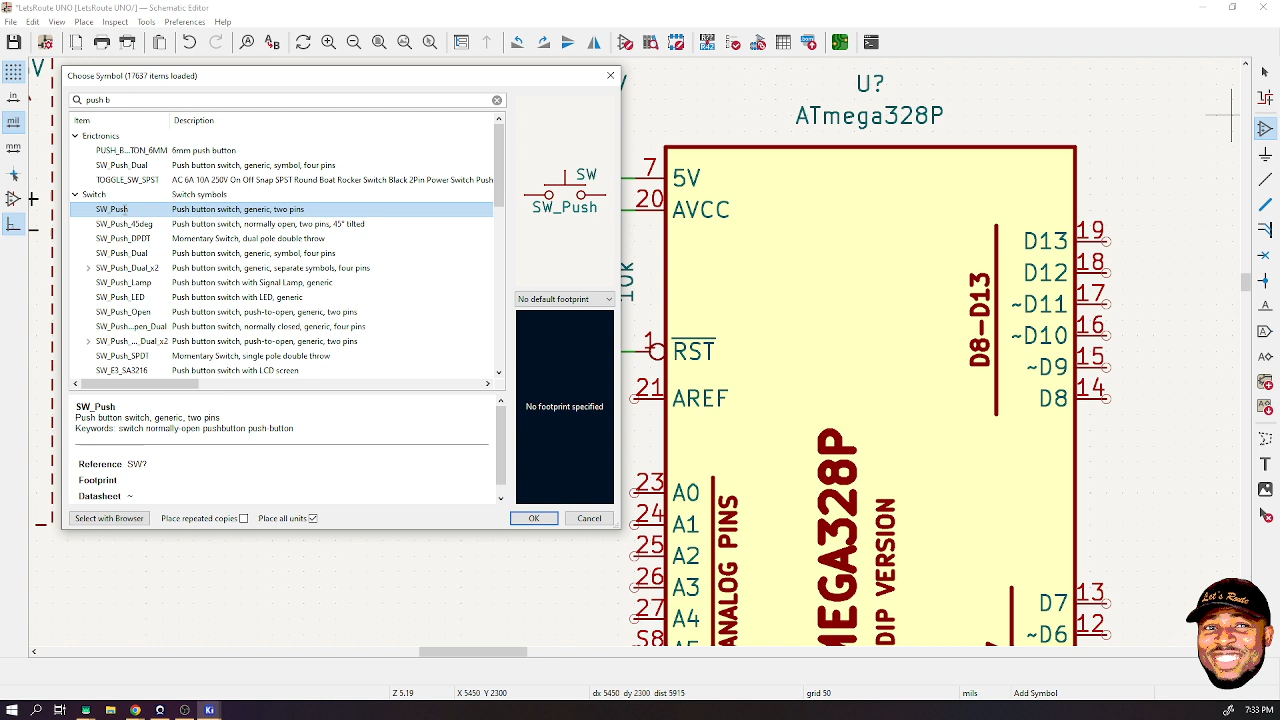 *LetsRoute UNO [LetsRoute UNO/] — Schematic Editor
File Edit View Place Inspect Tools Preferences Help
Choose Symbol (17637 items loaded)
push b
Item Description
Erctronics
PUSH_B...TON_6MM 6mm push button
SW_Push_Dual Push button switch, generic, symbol, four pins
TOGGLE_SW_SPST AC 6A 10A 250V On Off Snap SPST Round Boat Rocker Switch Black 2Pin Power Switch Push
Switch Switch symbols
SW_Push Push button switch, generic, two pins
SW_Push_45deg Push button switch, normally open, two pins, 45° tilted
SW_Push_DPDT Momentary Switch, dual pole double throw
SW_Push_Dual Push button switch, generic, symbol, four pins
SW_Push_Dual_x2 Push button switch, generic, separate symbols, four pins
SW_Push_Lamp Push button switch with Signal Lamp, generic
SW_Push_LED Push button switch with LED, generic
SW_Push_Open Push button switch, push-to-open, generic, two pins
SW_Push...pen_Dual Push button switch, normally closed, generic, four pins
SW_Push_..._Dual_x2 Push button switch, push-to-open, generic, two pins
SW_Push_SPDT Momentary Switch, single pole double throw
SW_E3_SA3216 Push button switch with LCD screen
SW
SW_Push
No default footprint
No footprint specified
SW_Push
Push button switch, generic, two pins
Keywords: switch normally-open pushbutton push-button
Reference SW?
Footprint
Datasheet ~
Select with Browser Place repeated copies Place all units OK Cancel
in
mil
mm
V
10K
U?
ATmega328P
7 5V
20 AVCC
1 RST
21 AREF
23 A0
24 A1
25 A2
26 A3
27 A4
ANALOG PINS
MEGA328P
DIP VERSION
D8-D13
D13 19
D12 18
~D11 17
~D10 16
~D9 15
D8 14
D7 13
~D6 12
Let's Route
Z 5.19 X 5450 Y 2300 dx 5450 dy 2300 dist 5915 grid 50 mils Add Symbol
7:33 PM